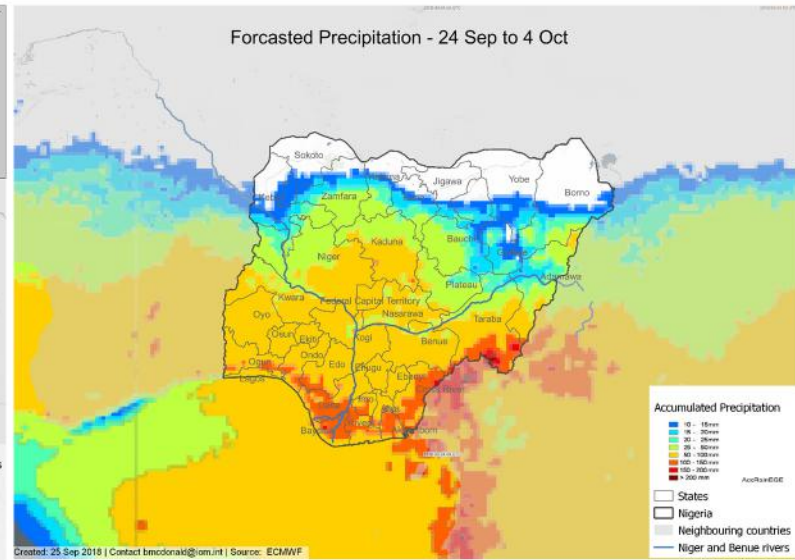 Forcasted Precipitation - 24 Sep to 4 Oct
Sokoto
Jigawa
Yobe
Borno
Zamfara
Kaduna
Bauchi
Niger
Adamawa
Plateau
Kwara
Federal Capital Territory
Nasarawa
Oyo
Taraba
Osun
Ekiti
Kogi
Benue
Ondo
Edo
Enugu
Ogun
Lagos
Accumulated Precipitation
10 - 15mm
15 - 20mm
20 - 25mm
25 - 50mm
50 - 100mm
100 - 150mm
150 - 200mm
> 200 mm
States
Nigeria
Neighbouring countries
Niger and Benue rivers
Created: 25 Sep 2018 | Contact bmcdonald@iom.int | Source: ECMWF